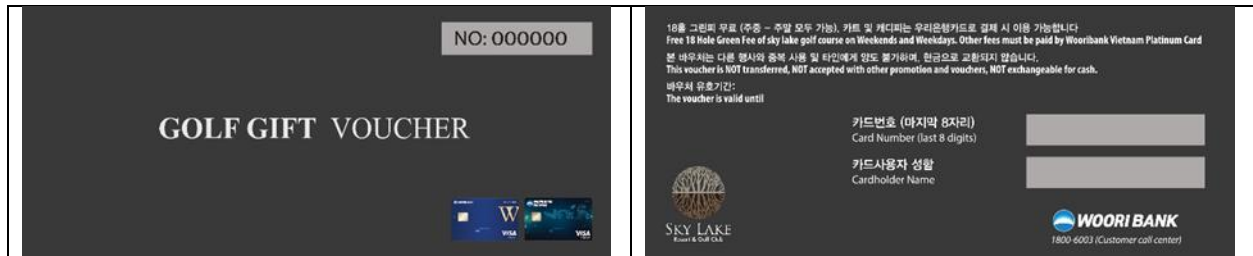 NO: 000000
GOLF GIFT VOUCHER
W
VISA
VISA
18홀 그린피 무료 (주중 - 주말 모두 가능), 카트 및 캐디피는 우리은행카드로 결제 시 이용 가능합니다
Free 18 Hole Green Fee of sky lake golf course on Weekends and Weekdays. Other fees must be paid by Wooribank Vietnam Platinum Card
본 바우처는 다른 행사와 중복 사용 및 타인에게 양도 불가하며, 현금으로 교환되지 않습니다.
This voucher is NOT transferred, NOT accepted with other promotion and vouchers, NOT exchangeable for cash.
바우처 유효기간:
The voucher is valid until
카드번호 (마지막 8자리)
Card Number (last 8 digits)
카드사용자 성활
Cardholder Name
SKY LAKE
Resort & Golf Club
WOORI BANK
1800-6003 (Customer call center)